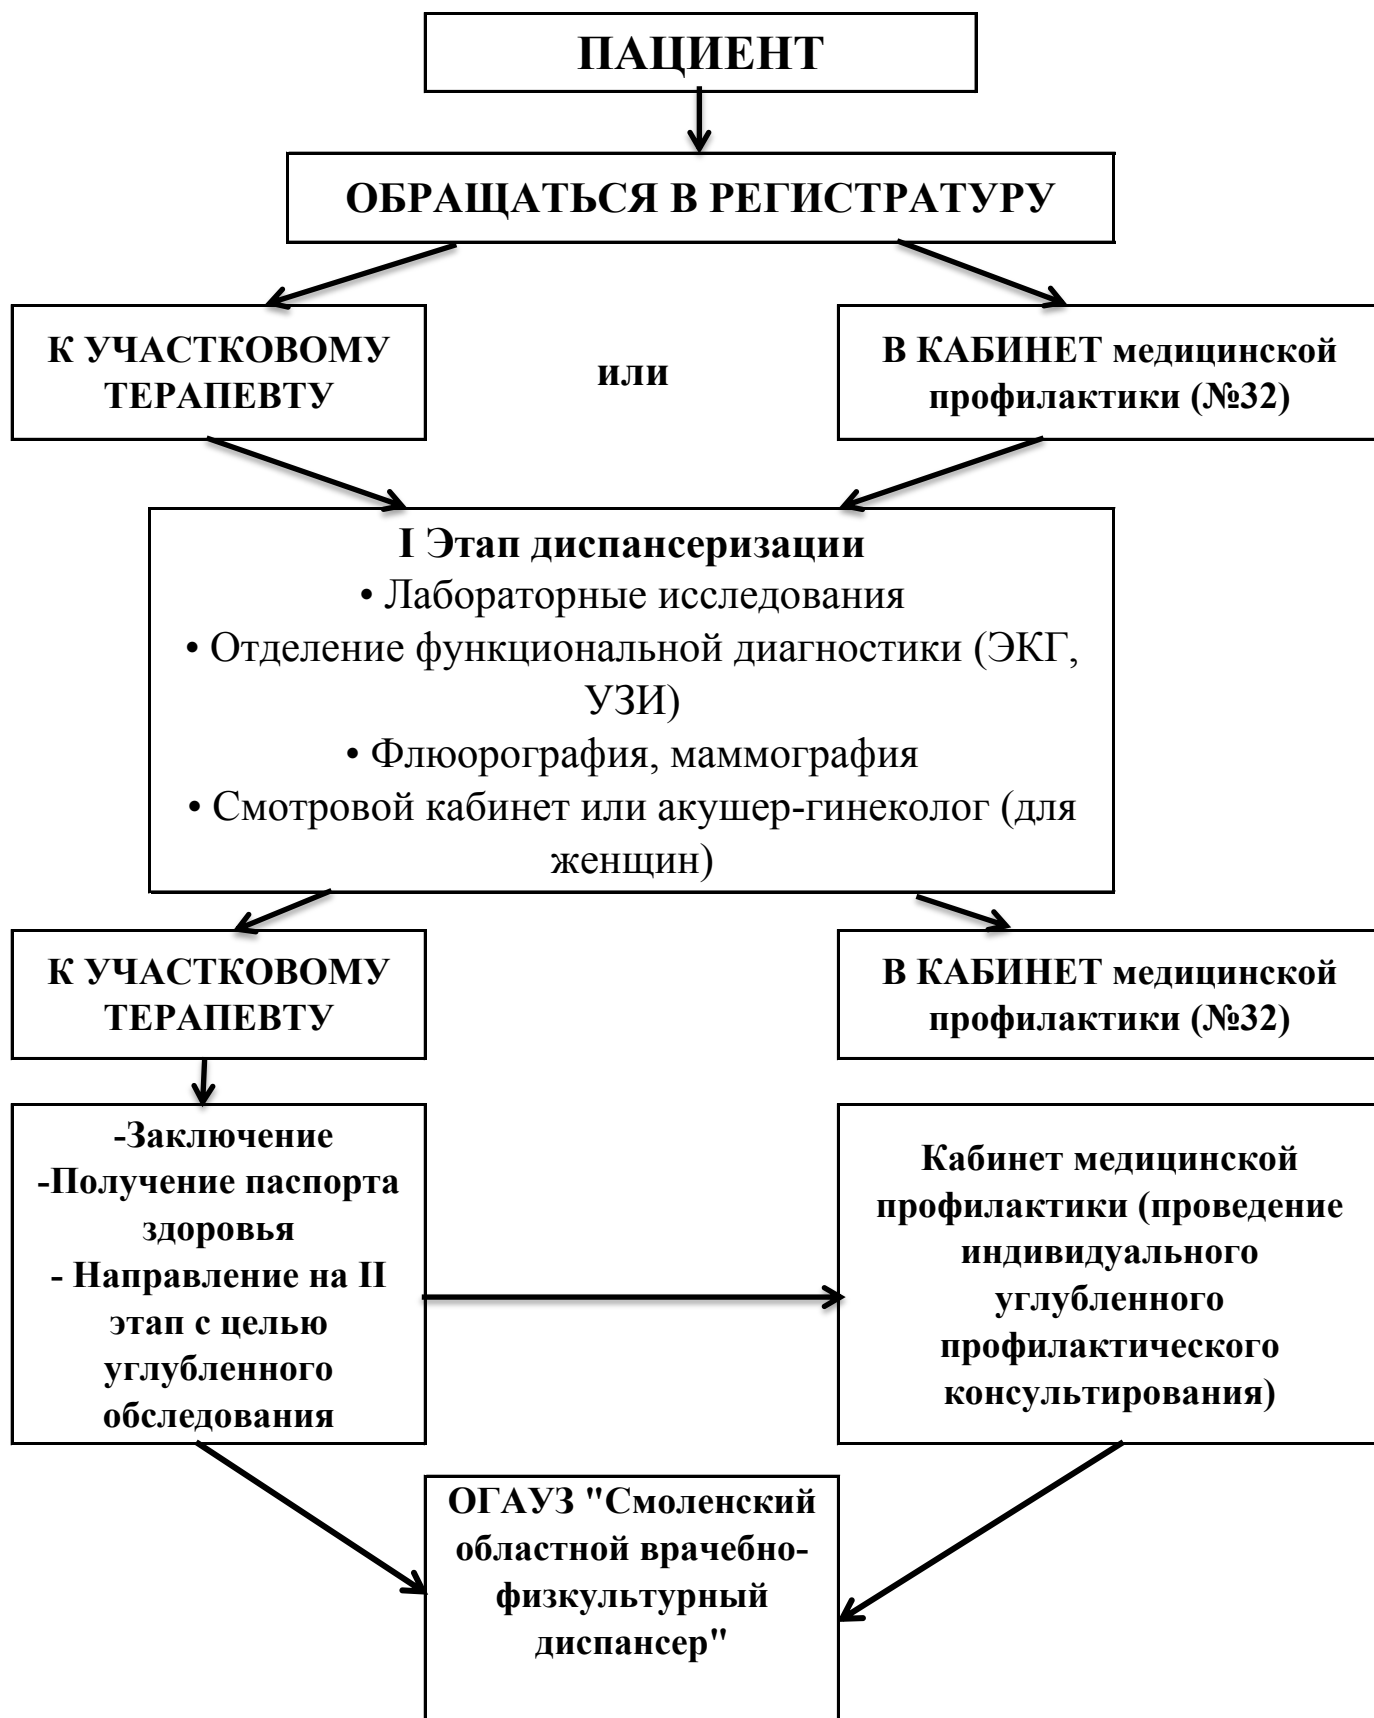 ПАЦИЕНТ
ОБРАЩАТЬСЯ В РЕГИСТРАТУРУ
К УЧАСТКОВОМУ
ТЕРАПЕВТУ
или
В КАБИНЕТ медицинской
профилактики (№32)
I Этап диспансеризации
• Лабораторные исследования
• Отделение функциональной диагностики (ЭКГ,
УЗИ)
• Флюорография, маммография
• Смотровой кабинет или акушер-гинеколог (для
женщин)
К УЧАСТКОВОМУ
ТЕРАПЕВТУ
В КАБИНЕТ медицинской
профилактики (№32)
-Заключение
-Получение паспорта
здоровья
- Направление на II
этап с целью
углубленного
обследования
Кабинет медицинской
профилактики (проведение
индивидуального
углубленного
профилактического
консультирования)
ОГАУЗ "Смоленский
областной врачебно-
физкультурный
диспансер"